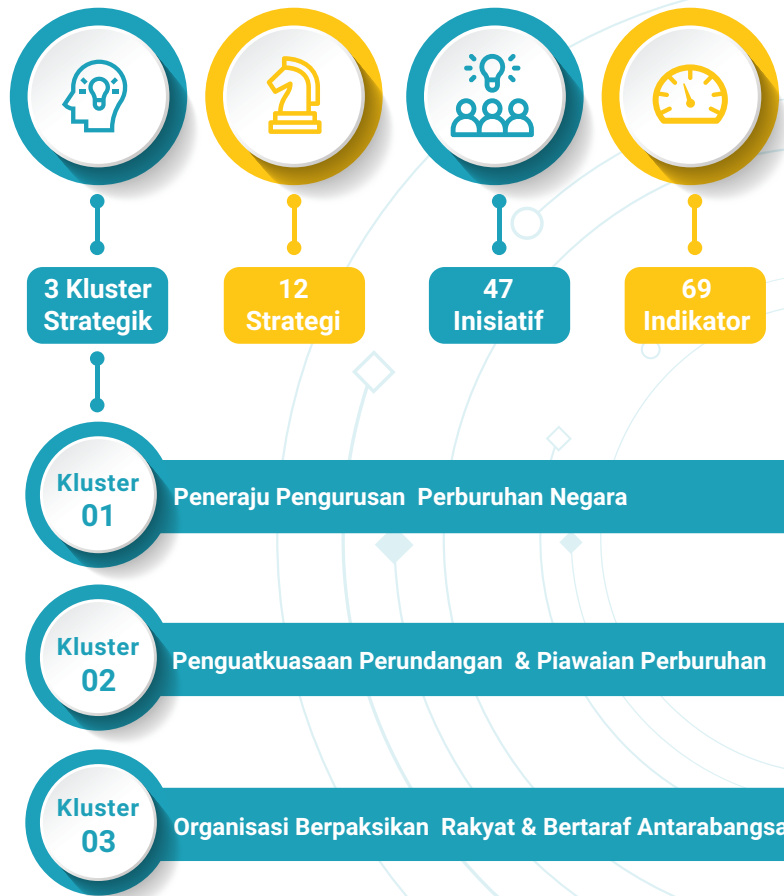 3 Kluster
Strategik
12
Strategi
47
Inisiatif
69
Indikator
Kluster
01
Peneraju Pengurusan Perburuhan Negara
Kluster
02
Penguatkuasaan Perundangan & Piawaian Perburuhan
Kluster
03
Organisasi Berpaksikan Rakyat & Bertaraf Antarabangsa